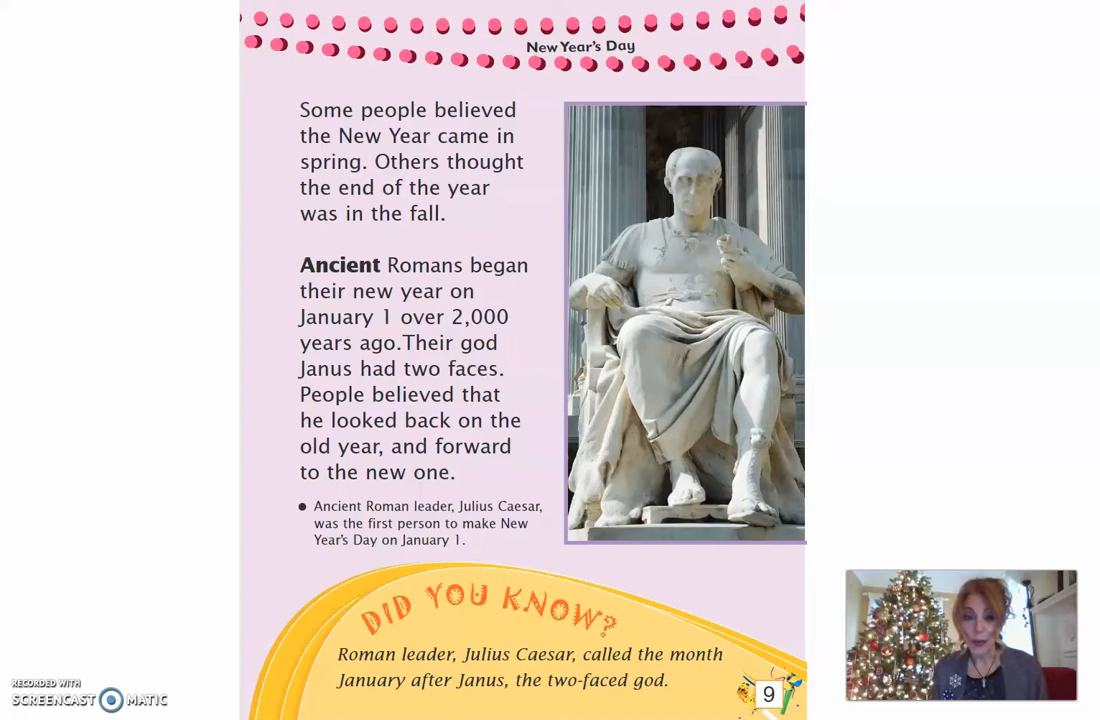 New Year's Day
Some people believed
the New Year came in
spring. Others thought
the end of the year
was in the fall.
Ancient Romans began
their new year on
January 1 over 2,000
years ago.Their god
Janus had two faces.
People believed that
he looked back on the
old year, and forward
to the new one.
● Ancient Roman leader, Julius Caesar,
was the first person to make New
Year's Day on January 1.
DID YOU KNOW?
Roman leader, Julius Caesar, called the month
January after Janus, the two-faced god.
9
RECORDED WITH
SCREENCAST MATIC